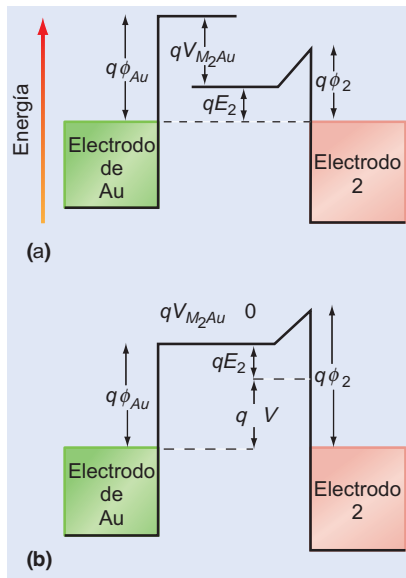 Energía
qϕAu
qVM2Au
qE2
qϕ2
Electrodo
de
Au
Electrodo
2
(a)
qVM2Au 0
qϕAu
qE2
q V
qϕ2
Electrodo
de
Au
Electrodo
2
(b)